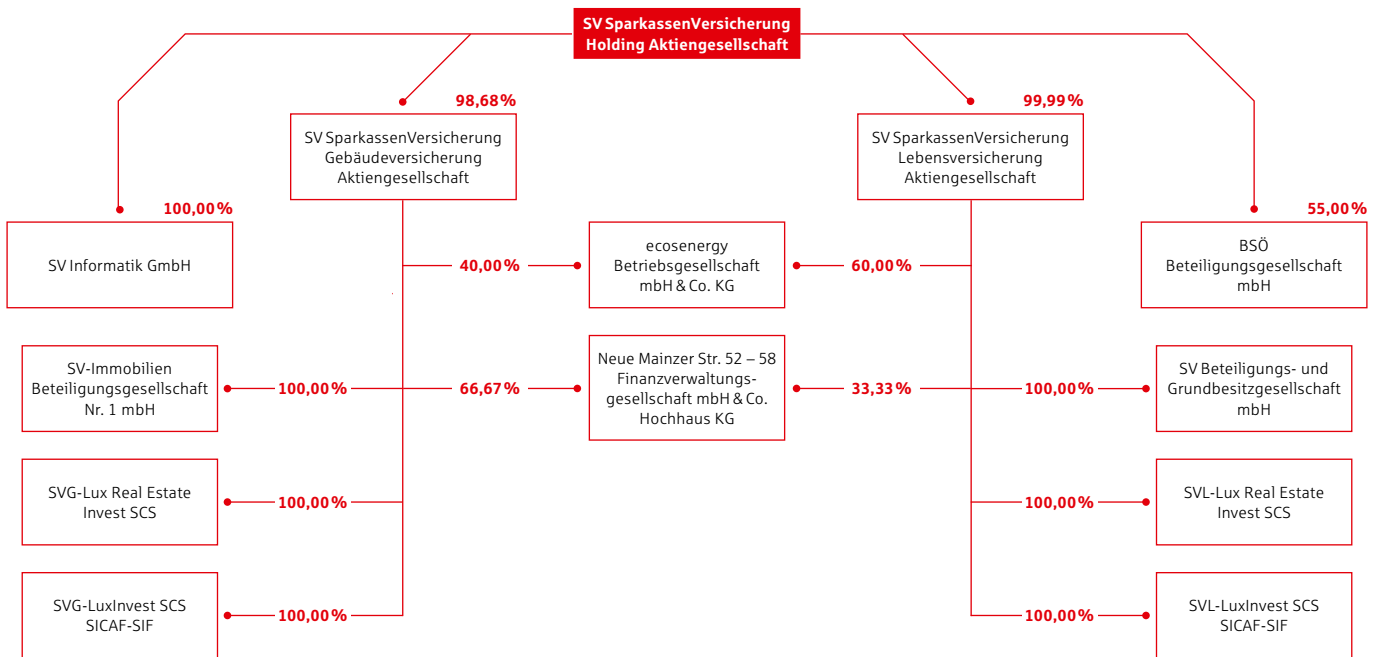 SV SparkassenVersicherung
Holding Aktiengesellschaft
98,68%
99,99%
SV SparkassenVersicherung
Gebäudeversicherung
Aktiengesellschaft
SV SparkassenVersicherung
Lebensversicherung
Aktiengesellschaft
100,00%
55,00%
SV Informatik GmbH
40,00%
ecosenergy
Betriebsgesellschaft
mbH & Co. KG
60,00%
BSÖ
Beteiligungsgesellschaft
mbH
SV-Immobilien
Beteiligungsgesellschaft
Nr. 1 mbH
100,00%
66,67%
Neue Mainzer Str. 52 – 58
Finanzverwaltungs-
gesellschaft mbH & Co.
Hochhaus KG
33,33%
100,00%
SV Beteiligungs- und
Grundbesitzgesellschaft
mbH
SVG-Lux Real Estate
Invest SCS
100,00%
100,00%
SVL-Lux Real Estate
Invest SCS
SVG-LuxInvest SCS
SICAF-SIF
100,00%
100,00%
SVL-LuxInvest SCS
SICAF-SIF